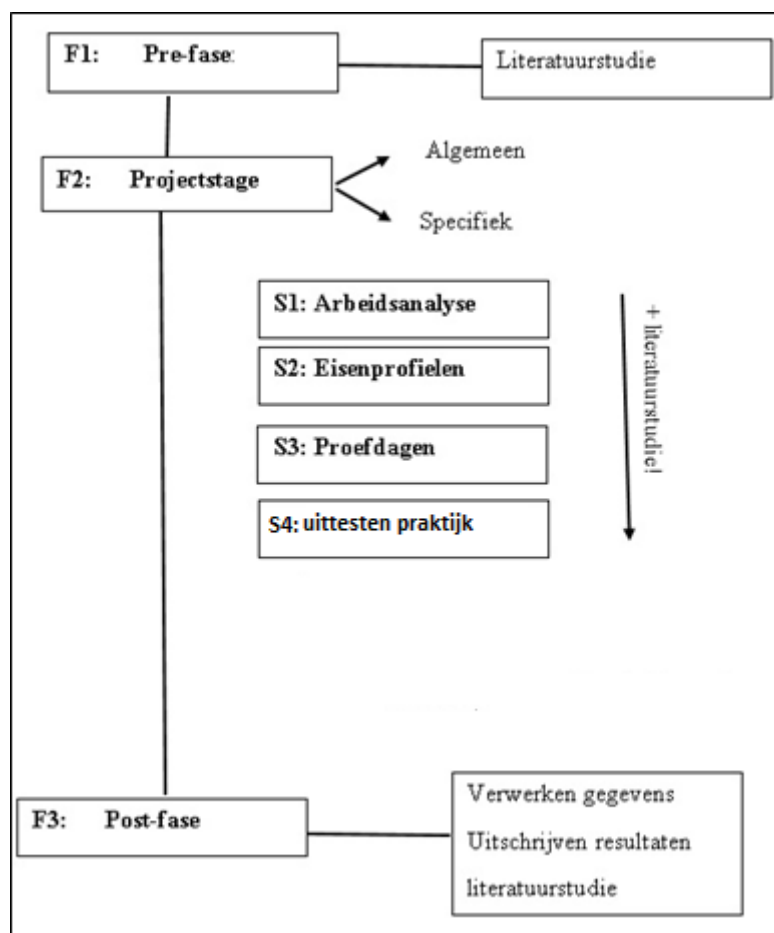 F1: Pre-fase:
Literatuurstudie
F2: Projectstage
Algemeen
Specifiek
S1: Arbeidsanalyse
S2: Eisenprofielen
S3: Proefdagen
S4: uittesten praktijk
+ literatuurstudie!
F3: Post-fase
Verwerken gegevens
Uitschrijven resultaten
literatuurstudie